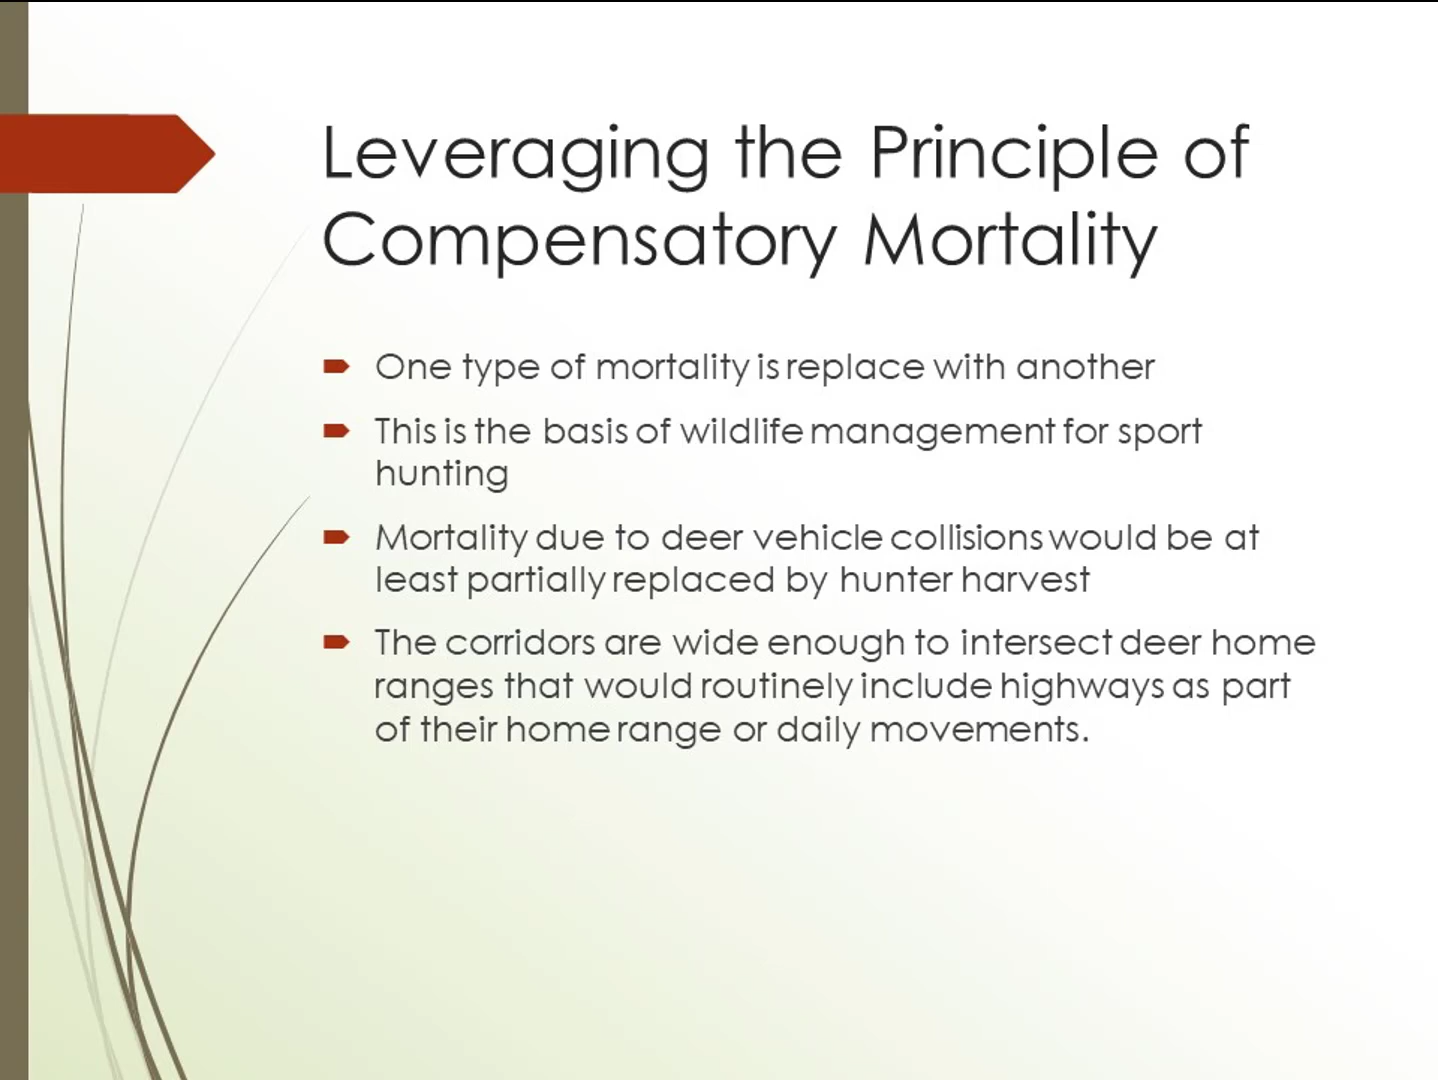 Leveraging the Principle of
Compensatory Mortality
One type of mortality is replace with another
This is the basis of wildlife management for sport
hunting
Mortality due to deer vehicle collisions would be at
least partially replaced by hunter harvest
The corridors are wide enough to intersect deer home
ranges that would routinely include highways as part
of their home range or daily movements.